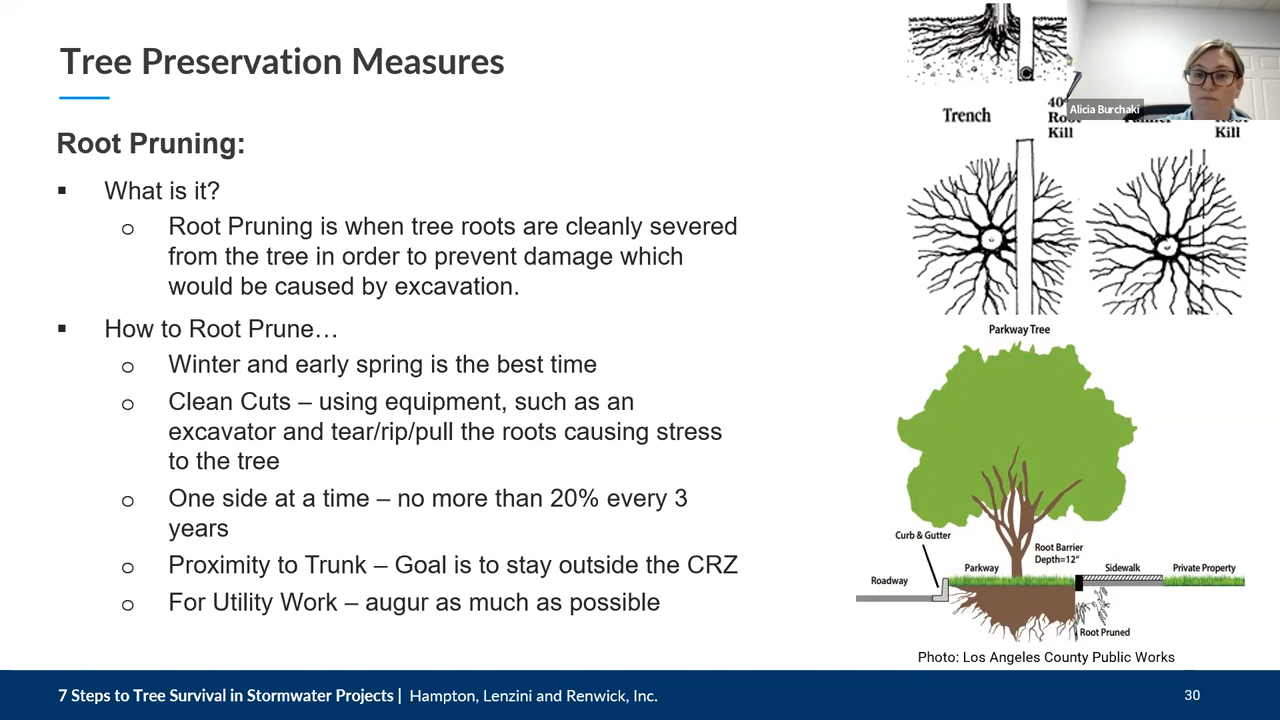 Tree Preservation Measures
Root Pruning:
▪ What is it?
o Root Pruning is when tree roots are cleanly severed
from the tree in order to prevent damage which
would be caused by excavation.
▪ How to Root Prune…
o Winter and early spring is the best time
o Clean Cuts – using equipment, such as an
excavator and tear/rip/pull the roots causing stress
to the tree
o One side at a time – no more than 20% every 3
years
o Proximity to Trunk – Goal is to stay outside the CRZ
o For Utility Work – augur as much as possible
Alicia Burchaki
Trench
Root
Kill
Kill
Parkway Tree
Curb & Gutter
Root Barrier
Depth=12"
Roadway
Parkway
Sidewalk
Private Property
Root Pruned
Photo: Los Angeles County Public Works
7 Steps to Tree Survival in Stormwater Projects | Hampton, Lenzini and Renwick, Inc.
30